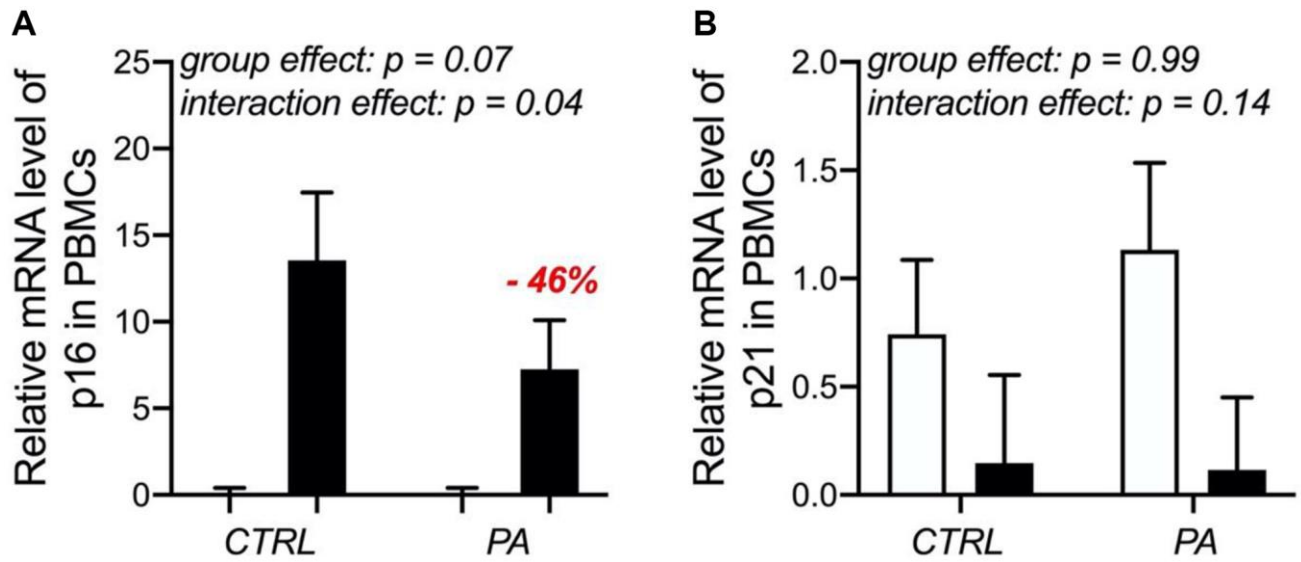 A
Relative mRNA level of
p16 in PBMCs
25
20
15
10
5
0
group effect: p = 0.07
interaction effect: p = 0.04
- 46%
CTRL
PA
B
Relative mRNA level of
p21 in PBMCs
2.0
1.5
1.0
0.5
0.0
group effect: p = 0.99
interaction effect: p = 0.14
CTRL
PA